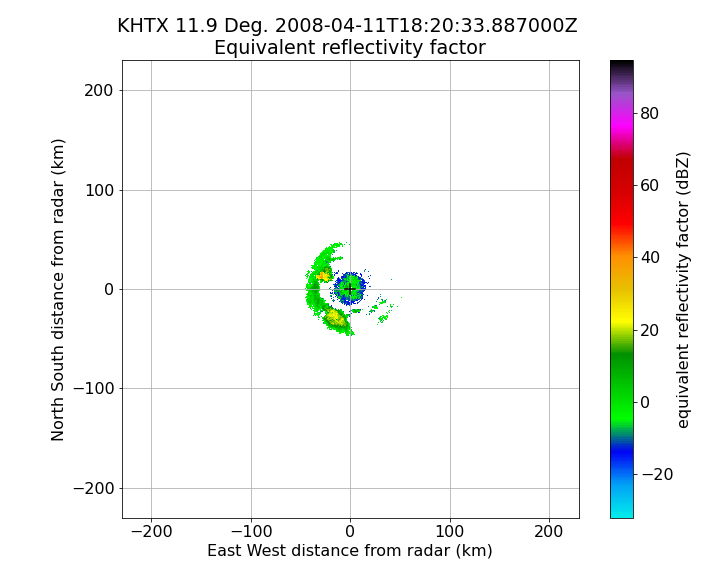 KHTX 11.9 Deg. 2008-04-11T18:20:33.887000Z
Equivalent reflectivity factor
North South distance from radar (km)
200
100
0
−100
−200
−200 −100 0 100 200
East West distance from radar (km)
80
60
40
20
0
−20
equivalent reflectivity factor (dBZ)